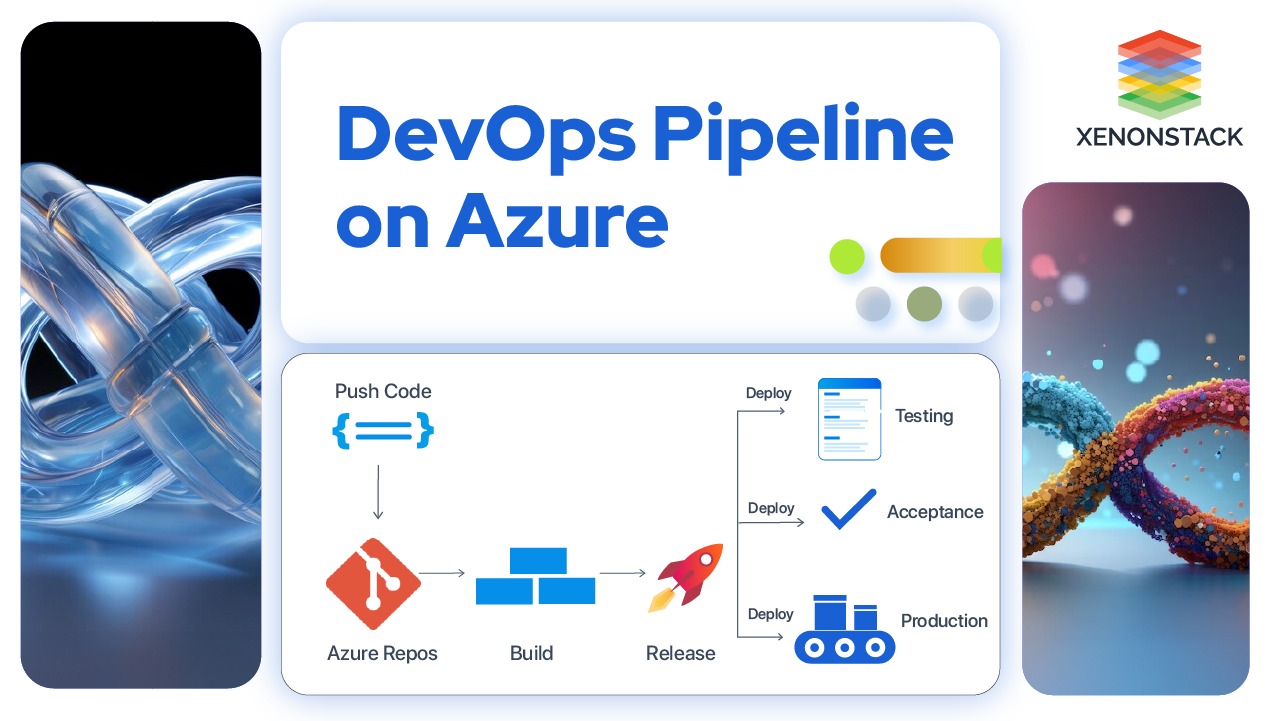 DevOps Pipeline
on Azure
XENONSTACK
Push Code
Azure Repos
Build
Release
Deploy
Testing
Deploy
Acceptance
Deploy
Production